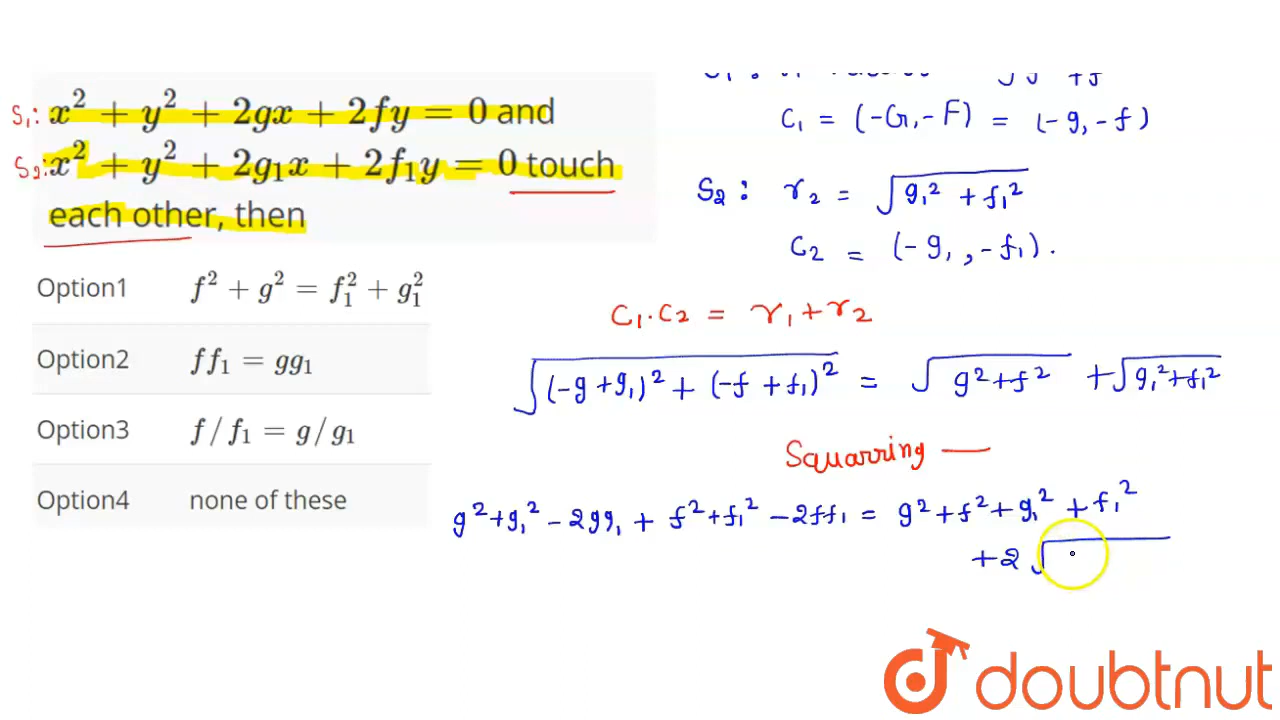 S₁: x² + y² + 2gx + 2fy = 0 and
S₂: x² + y² + 2g₁x + 2f₁y = 0 touch
each other, then
Option1 f² + g² = f₁² + g₁²
Option2 ff₁ = gg₁
Option3 f / f₁ = g / g₁
Option4 none of these
C₁ = (-G, -F) = (-g, -f)
S₂ : r₂ = √(g₁² + f₁²)
C₂ = (-g₁, -f₁).
C₁.C₂ = r₁ + r₂
√((-g + g₁)² + (-f + f₁)²) = √(g² + f²) + √(g₁² + f₁²)
Squarring —
g² + g₁² - 2gg₁ + f² + f₁² - 2ff₁ = g² + f² + g₁² + f₁²
+ 2√
doubtnut